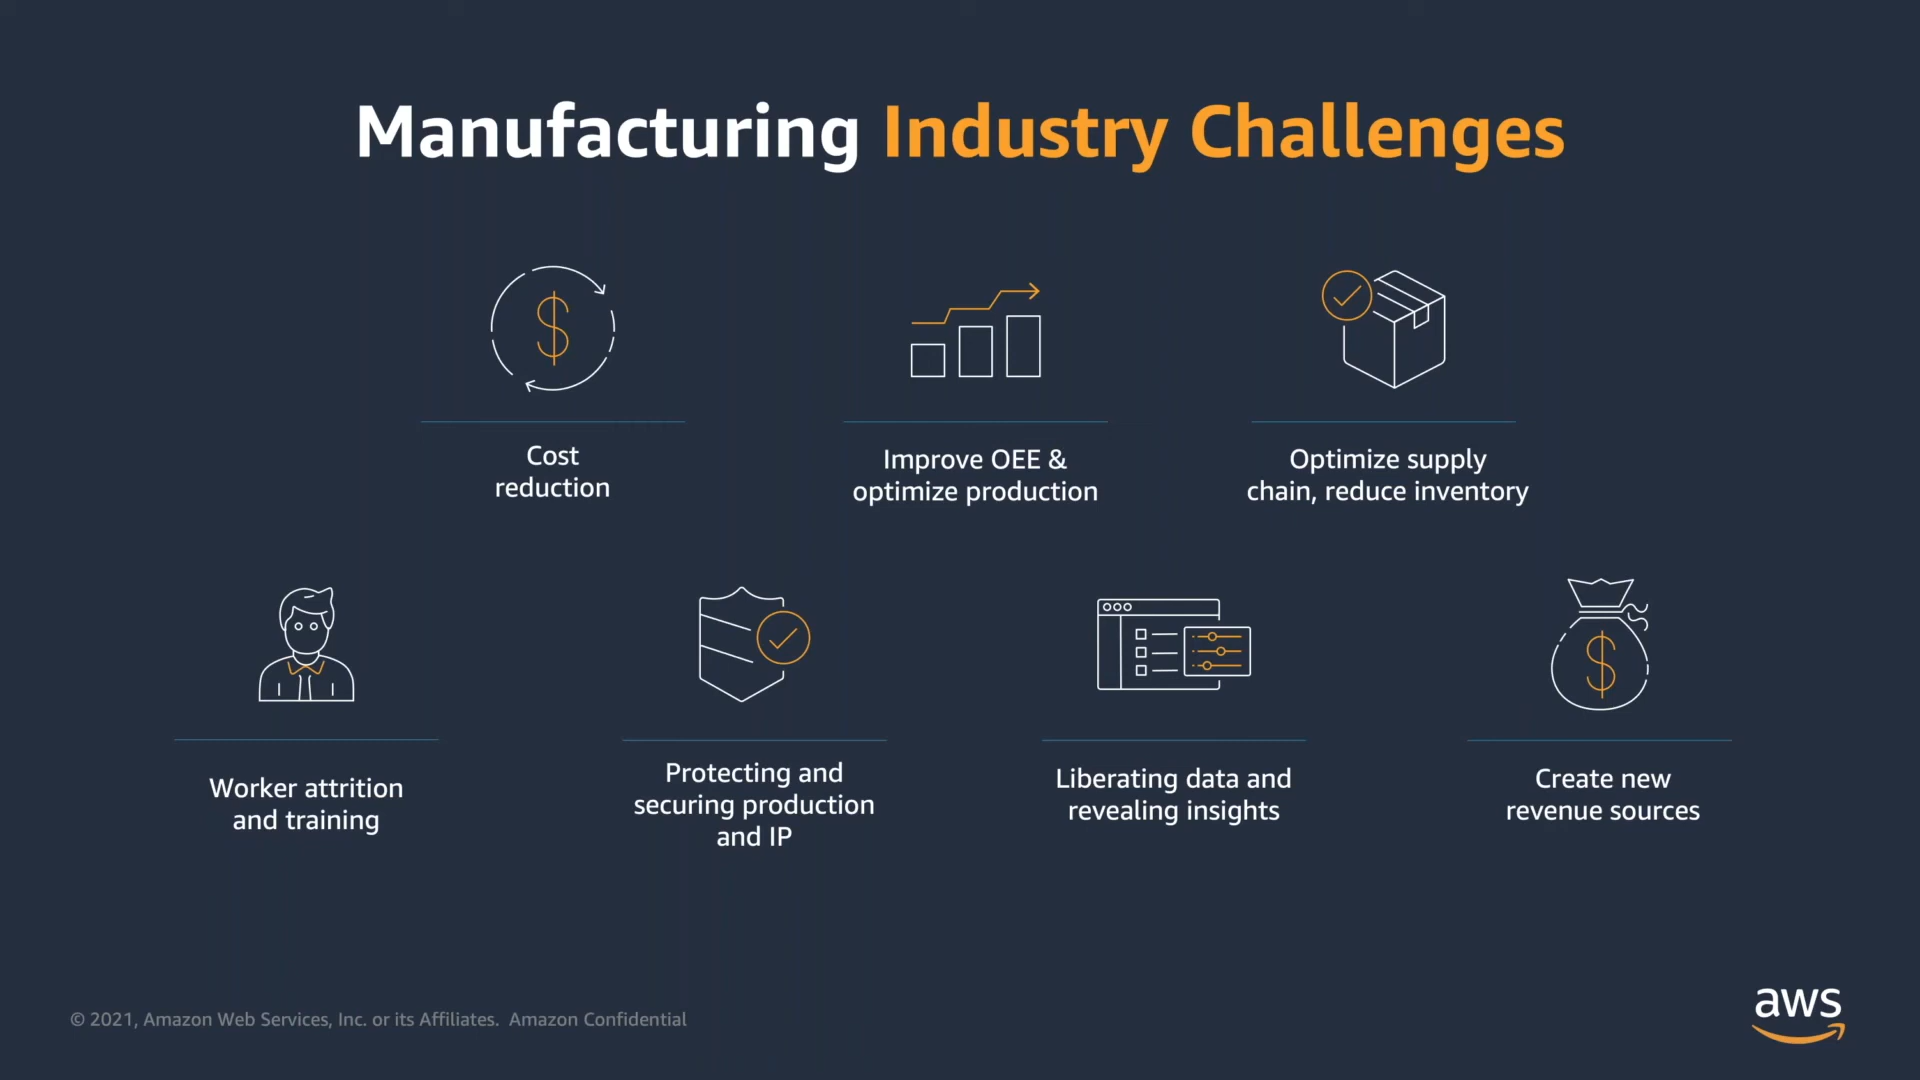 Manufacturing Industry Challenges
Cost
reduction
Improve OEE &
optimize production
Optimize supply
chain, reduce inventory
Worker attrition
and training
Protecting and
securing production
and IP
Liberating data and
revealing insights
Create new
revenue sources
© 2021, Amazon Web Services, Inc. or its Affiliates. Amazon Confidential
aws